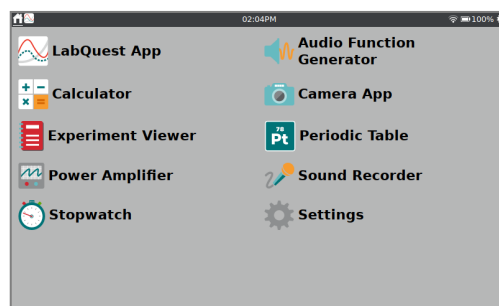 02:04PM
100%
LabQuest App
Audio Function
Generator
Calculator
Camera App
Experiment Viewer
78
Pt
Periodic Table
Power Amplifier
Sound Recorder
Stopwatch
Settings